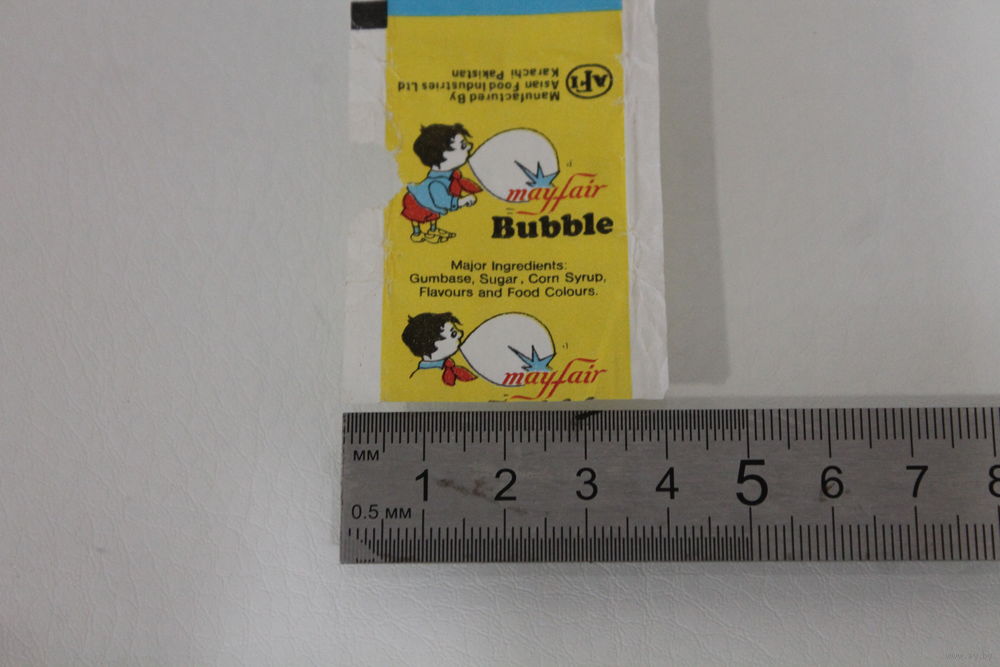 Manufactured By
Asian Food Industries Ltd
Karachi Pakistan
AFI
mayfair
Bubble
Major Ingredients:
Gumbase, Sugar, Corn Syrup,
Flavours and Food Colours.
mayfair
мм
1 2 3 4 5 6 7 8
0.5 мм